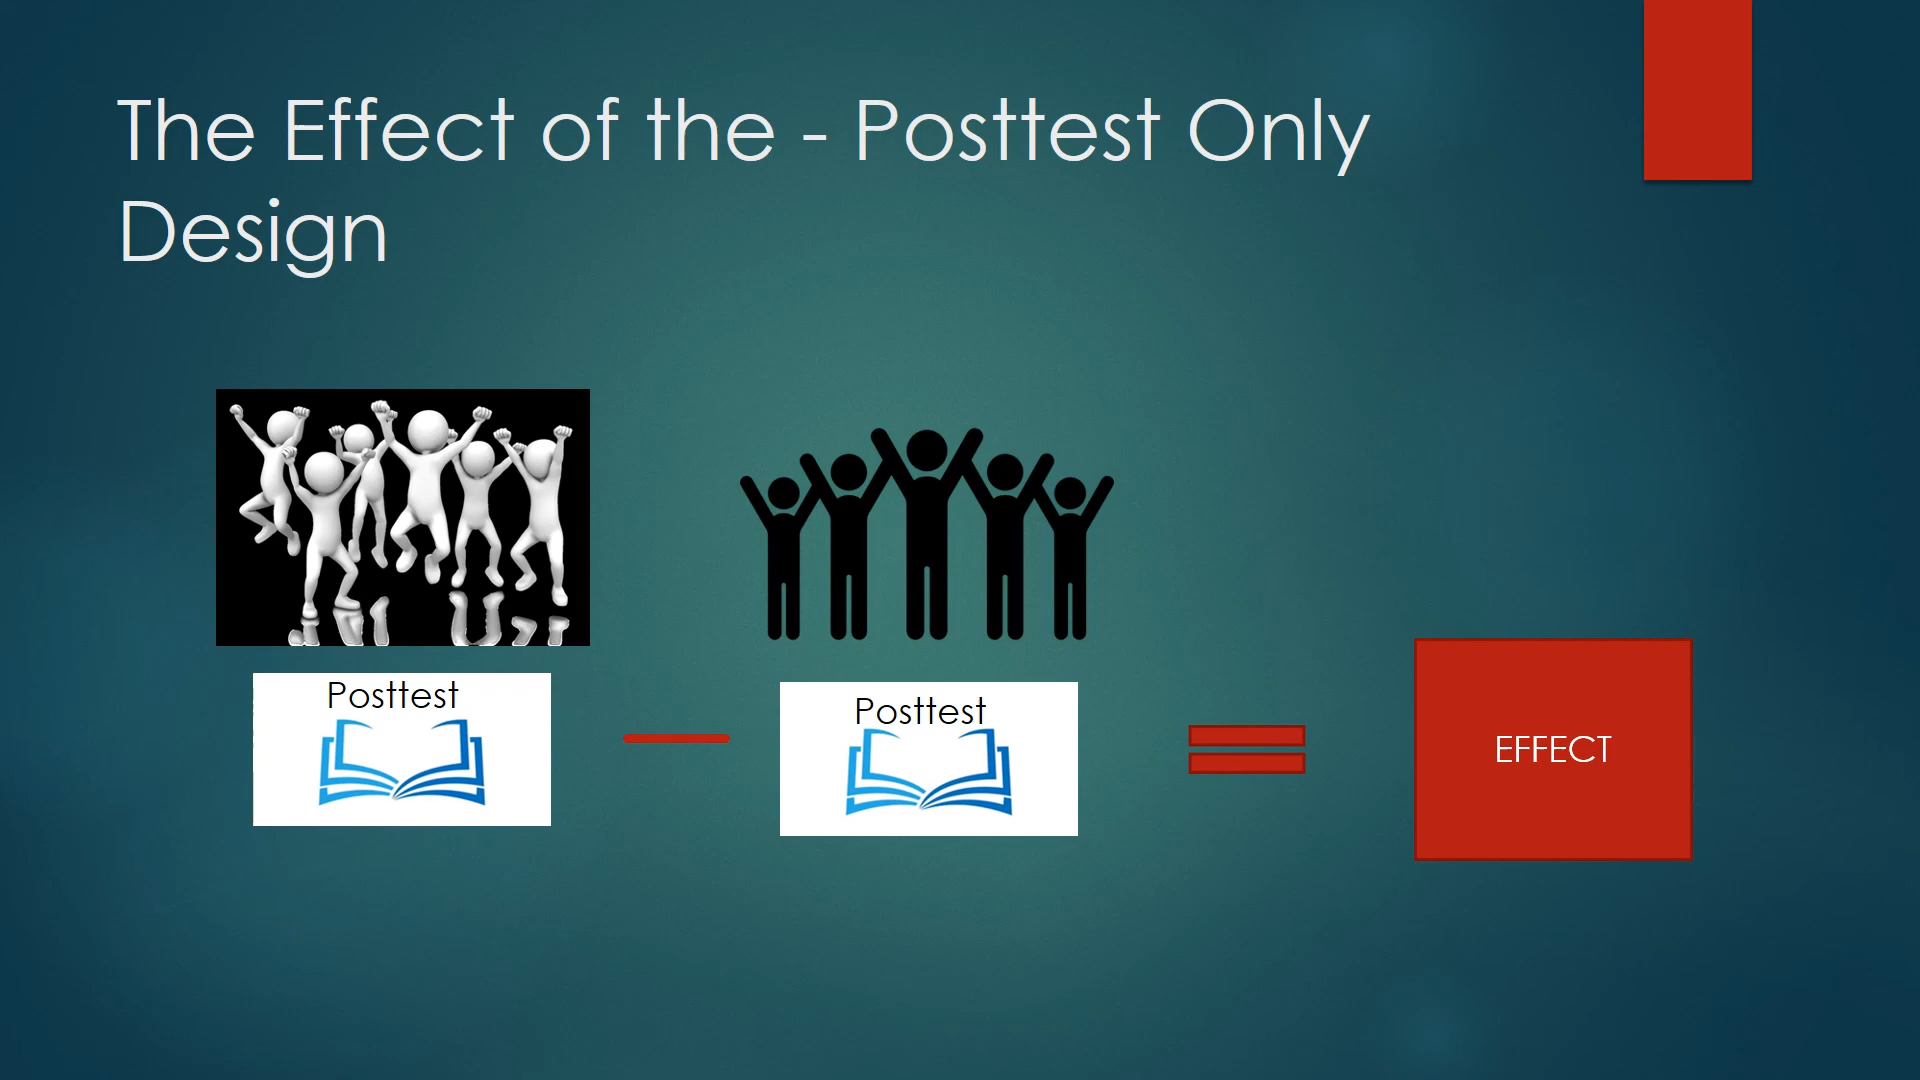 The Effect of the - Posttest Only
Design
Posttest
Posttest
EFFECT